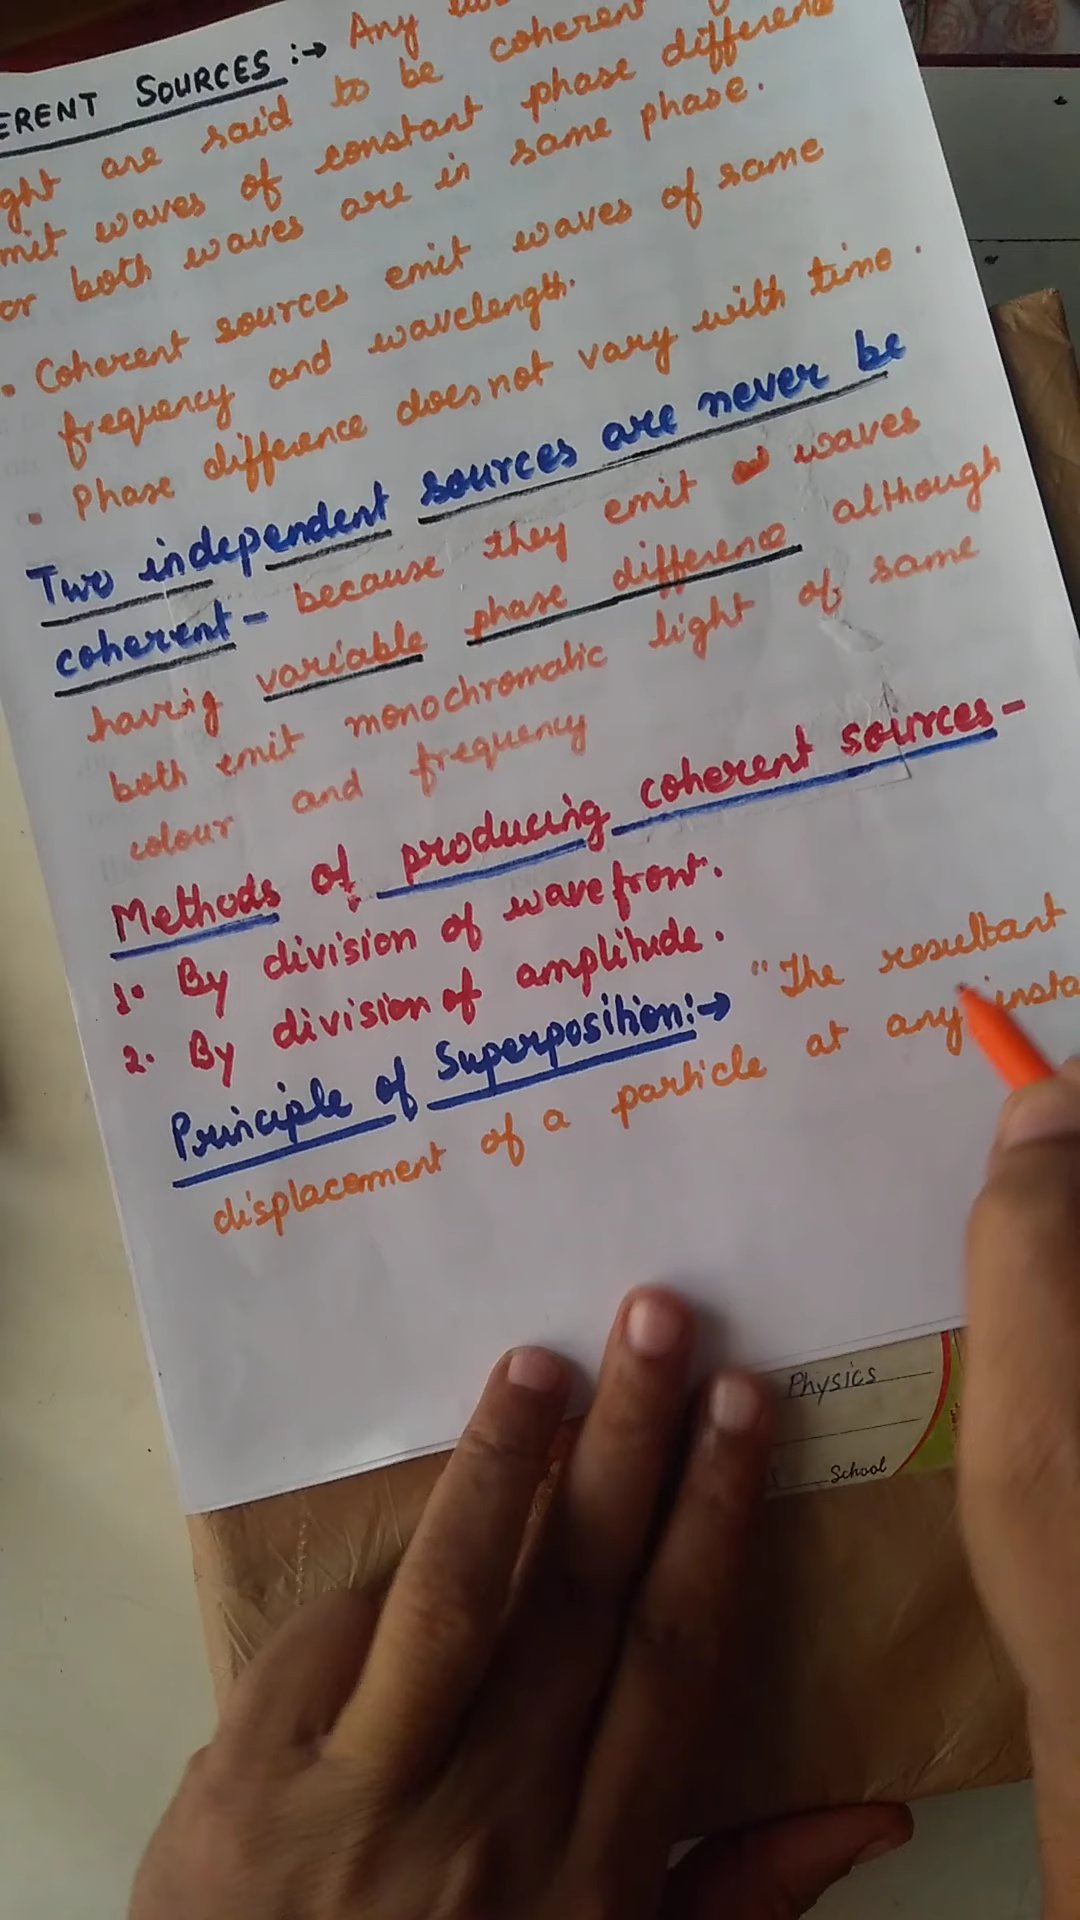 ERENT SOURCES :→ Any
ght are said to be coherent
mit waves of constant phase difference
or both waves are in same phase.
• Coherent sources emit waves of same
frequency and wavelength.
• Phase difference does not vary with time.
Two independent sources are never be
coherent - because they emit waves
having variable phase difference although
both emit monochromatic light of same
colour and frequency
Methods of producing coherent sources -
1. By division of wavefront.
2. By division of amplitude.
Principle of Superposition :→ "The resultant
displacement of a particle at any insta
Physics
School